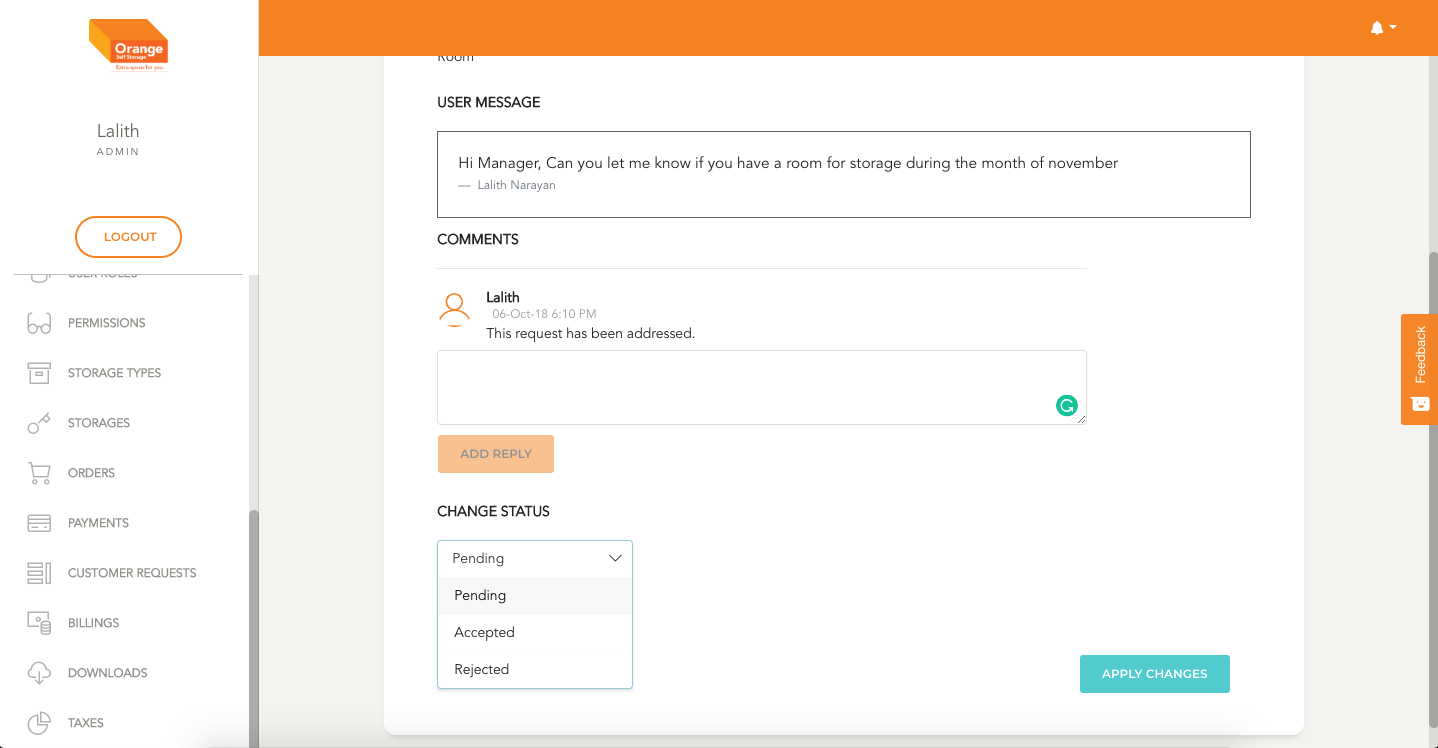 Orange
Self Storage
Extra space for you
Lalith
ADMIN
LOGOUT
USER ROLES
PERMISSIONS
STORAGE TYPES
STORAGES
ORDERS
PAYMENTS
CUSTOMER REQUESTS
BILLINGS
DOWNLOADS
TAXES
Room
USER MESSAGE
Hi Manager, Can you let me know if you have a room for storage during the month of november
— Lalith Narayan
COMMENTS
Lalith
06-Oct-18 6:10 PM
This request has been addressed.
ADD REPLY
CHANGE STATUS
Pending
Pending
Accepted
Rejected
APPLY CHANGES
Feedback